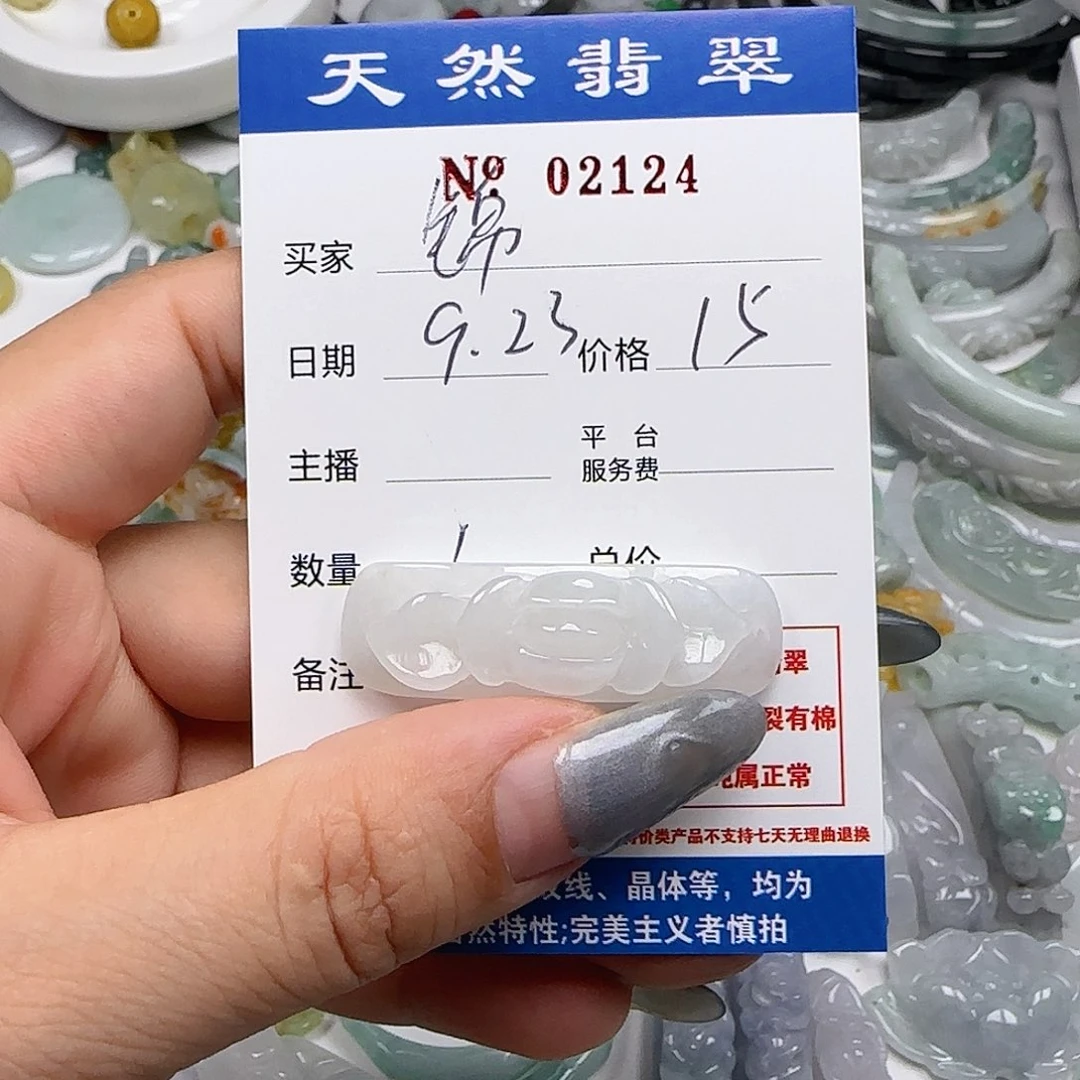 天然翡翠
No. 02124
买家 锦
日期 9.23 价格 15
主播 平台服务费
数量 1 总价
备注 翠
裂有棉
属正常
价类产品不支持七天无理由退换
纹线、晶体等，均为
自然特性;完美主义者慎拍